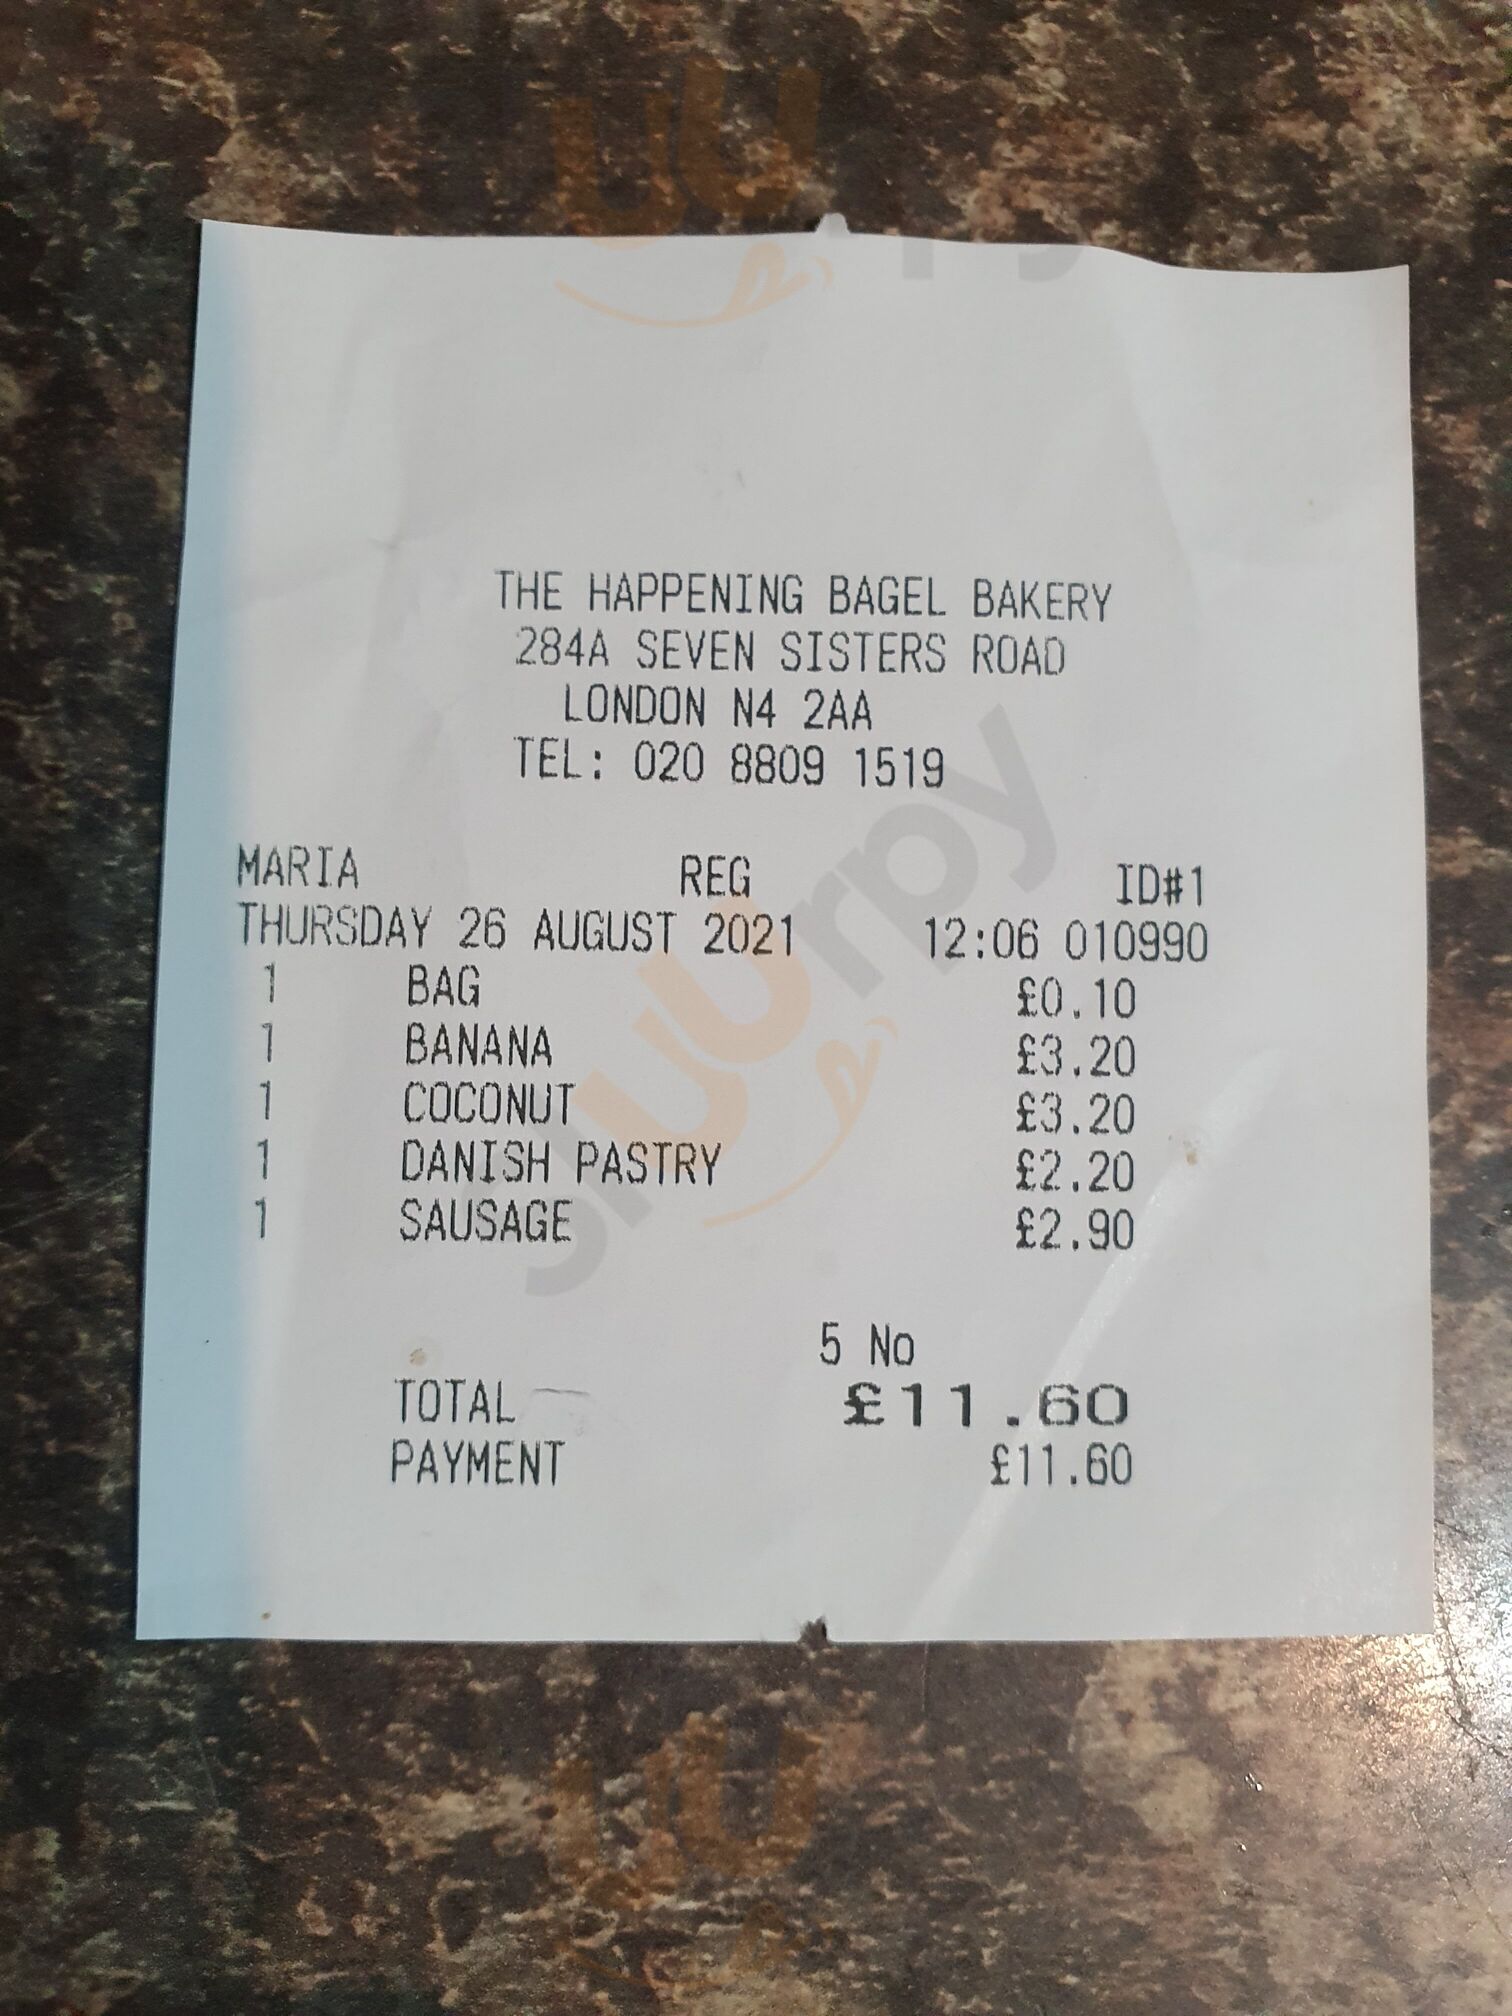 THE HAPPENING BAGEL BAKERY
284A SEVEN SISTERS ROAD
LONDON N4 2AA
TEL: 020 8809 1519
MARIA REG ID#1
THURSDAY 26 AUGUST 2021 12:06 010990
1 BAG £0.10
1 BANANA £3.20
1 COCONUT £3.20
1 DANISH PASTRY £2.20
1 SAUSAGE £2.90
5 No
TOTAL £11.60
PAYMENT £11.60
sluurpy